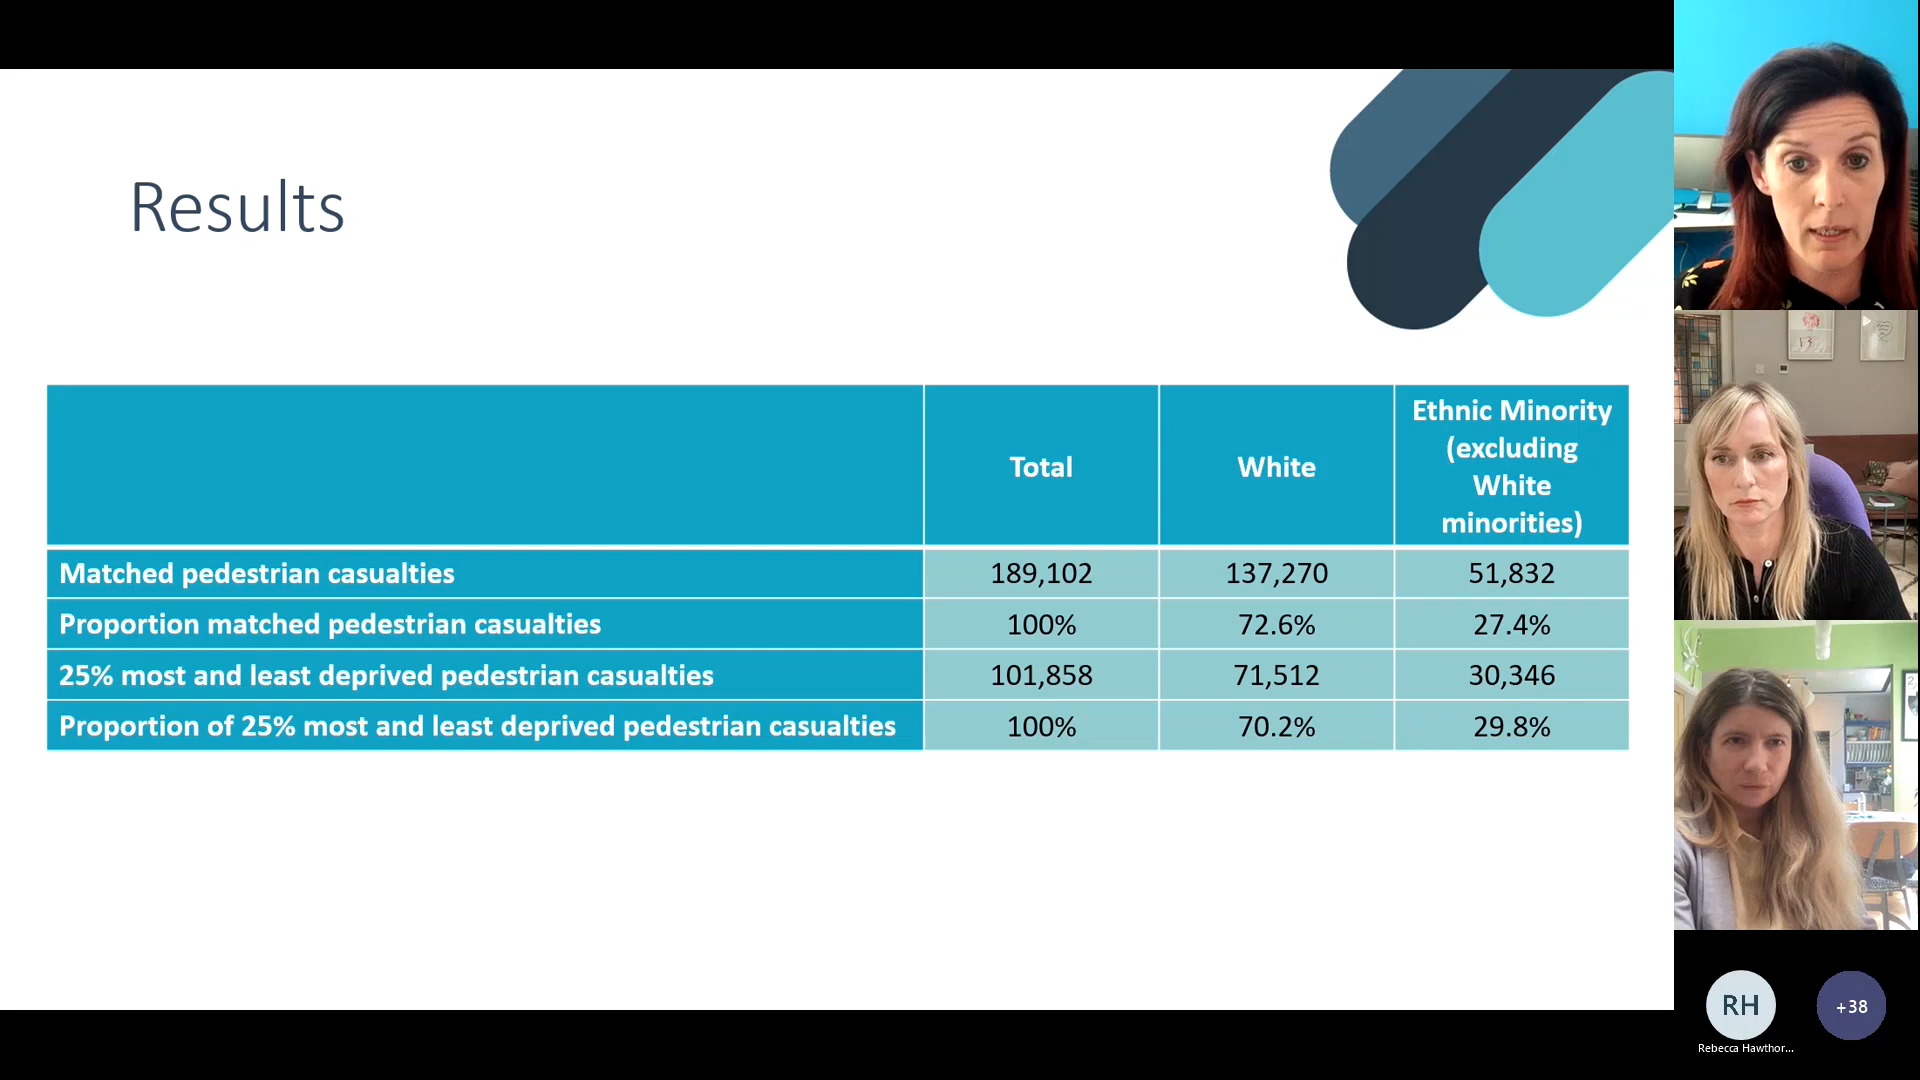 Results
Total
White
Ethnic Minority
(excluding
White
minorities)
Matched pedestrian casualties 189,102 137,270 51,832
Proportion matched pedestrian casualties 100% 72.6% 27.4%
25% most and least deprived pedestrian casualties 101,858 71,512 30,346
Proportion of 25% most and least deprived pedestrian casualties 100% 70.2% 29.8%
RH
+38
Rebecca Hawthor...